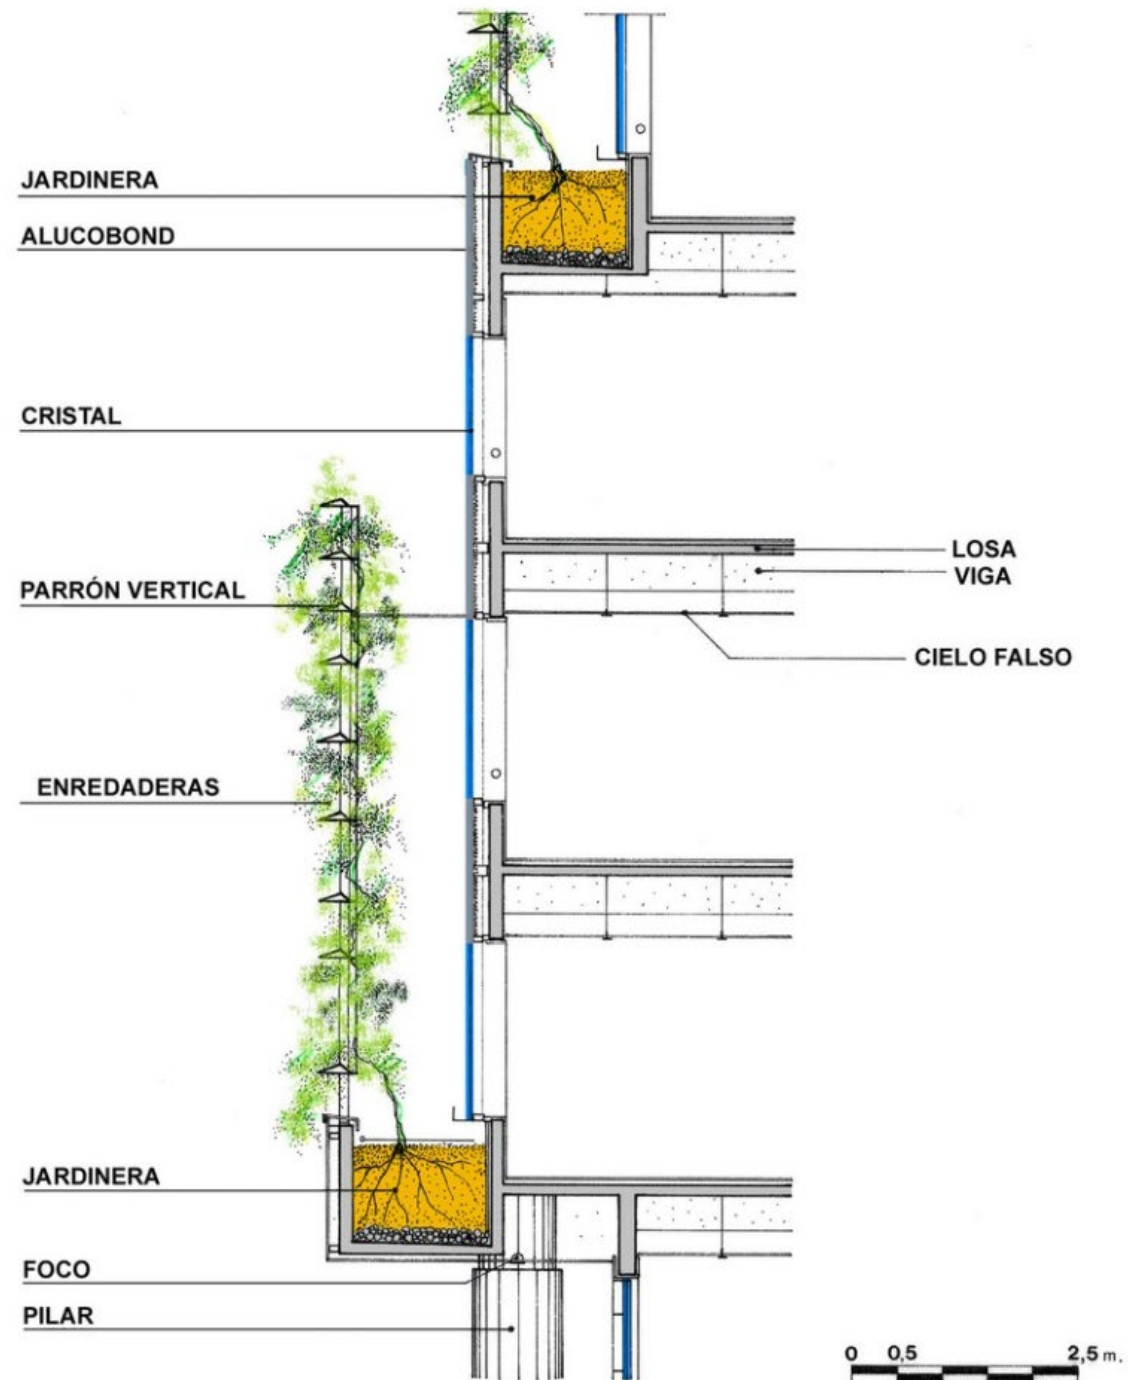 JARDINERA
ALUCOBOND
CRISTAL
LOSA
PARRÓN VERTICAL
VIGA
CIELO FALSO
ENREDADERAS
JARDINERA
FOCO
PILAR
0 0,5 2,5 m.